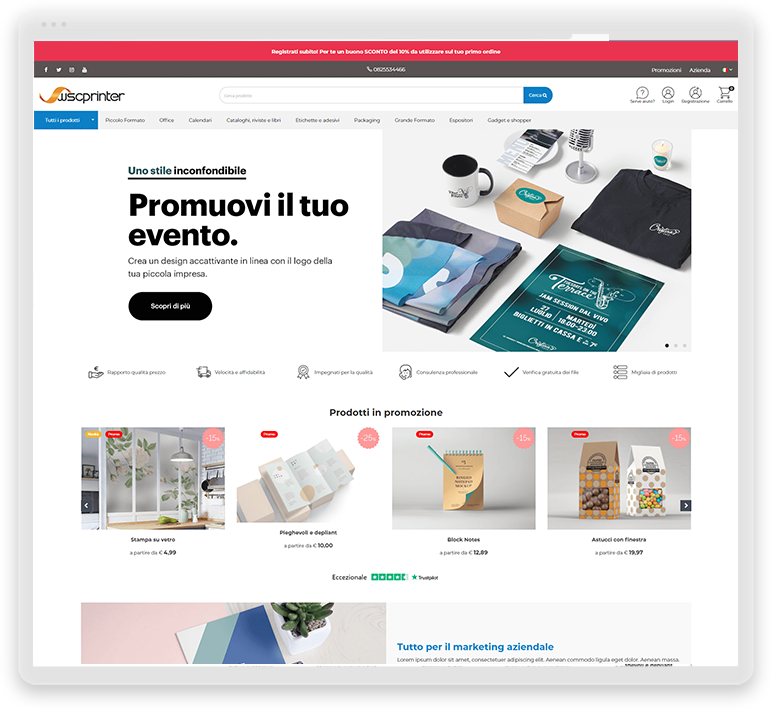 Registrati subito! Per te un buono SCONTO del 10% da utilizzare sul tuo primo ordine
0825534466
Promozioni Azienda
wscprinter
Cerca prodotto
Cerca
Serve aiuto? Login Registrazione Carrello
0
Tutti i prodotti Piccolo Formato Office Calendari Cataloghi, riviste e libri Etichette e adesivi Packaging Grande Formato Espositori Gadget e shopper
Uno stile inconfondibile
Promuovi il tuo
evento.
Crea un design accattivante in linea con il logo della
tua piccola impresa.
Scopri di più
Terrace
JAM SESSION DAL VIVO
27
LUGLIO
MARTEDÌ
18:00-23:00
BIGLIETTI IN CASSA E
Rapporto qualità prezzo Velocità e affidabilità Impegnati per la qualità Consulenza professionale Verifica gratuita dei File Migliaia di prodotti
Prodotti in promozione
Novità Promo -15%
Promo -25%
Promo -15%
Promo -15%
Stampa su vetro
a partire da € 4,99
Pieghevoli e depliant
a partire da € 10,00
Block Notes
a partire da € 12,89
Astucci con finestra
a partire da € 19,97
Eccezionale Trustpilot
Tutto per il marketing aziendale
Lorem ipsum dolor sit amet, consectetuer adipiscing elit. Aenean commodo ligula eget dolor. Aenean massa.